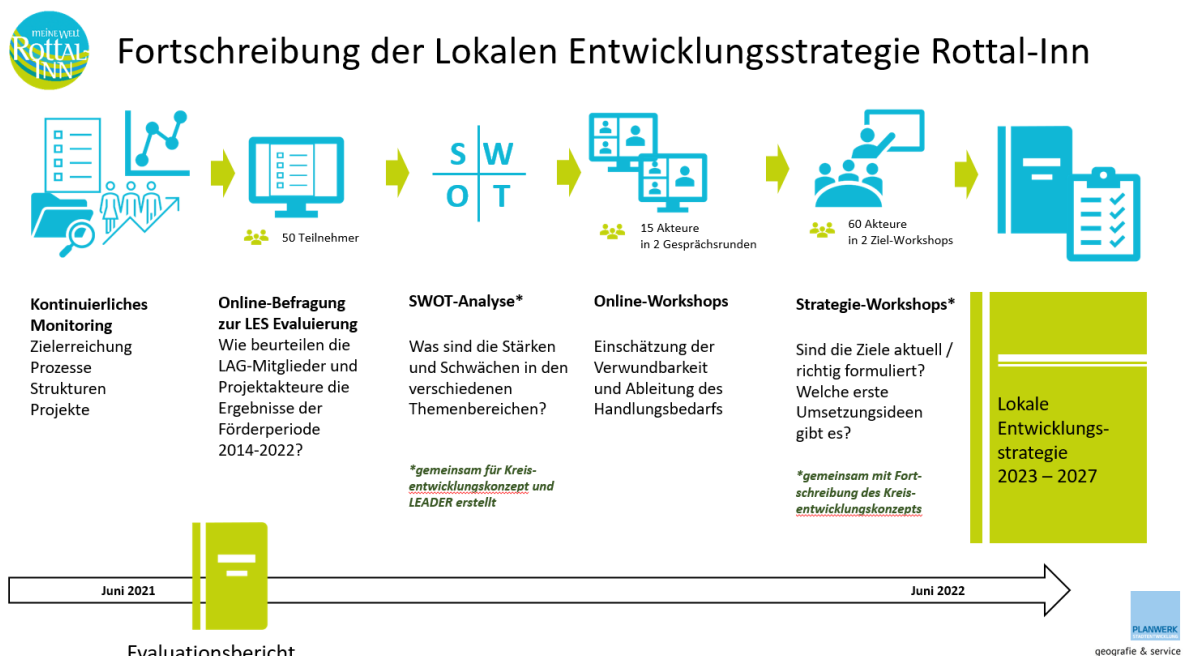 MEINE WELT
ROTTAL
INN
Fortschreibung der Lokalen Entwicklungsstrategie Rottal-Inn
50 Teilnehmer
S W
O T
15 Akteure
in 2 Gesprächsrunden
60 Akteure
in 2 Ziel-Workshops
Kontinuierliches
Monitoring
Zielerreichung
Prozesse
Strukturen
Projekte
Online-Befragung
zur LES Evaluierung
Wie beurteilen die
LAG-Mitglieder und
Projektakteure die
Ergebnisse der
Förderperiode
2014-2022?
SWOT-Analyse*
Was sind die Stärken
und Schwächen in den
verschiedenen
Themenbereichen?
*gemeinsam für Kreis-
entwicklungskonzept und
LEADER erstellt
Online-Workshops
Einschätzung der
Verwundbarkeit
und Ableitung des
Handlungsbedarfs
Strategie-Workshops*
Sind die Ziele aktuell /
richtig formuliert?
Welche erste
Umsetzungsideen
gibt es?
*gemeinsam mit Fort-
schreibung des Kreis-
entwicklungskonzepts
Lokale
Entwicklungs-
strategie
2023 – 2027
Juni 2021
Juni 2022
Evaluationsbericht
PLANWERK
STADTENTWICKLUNG
geografie & service